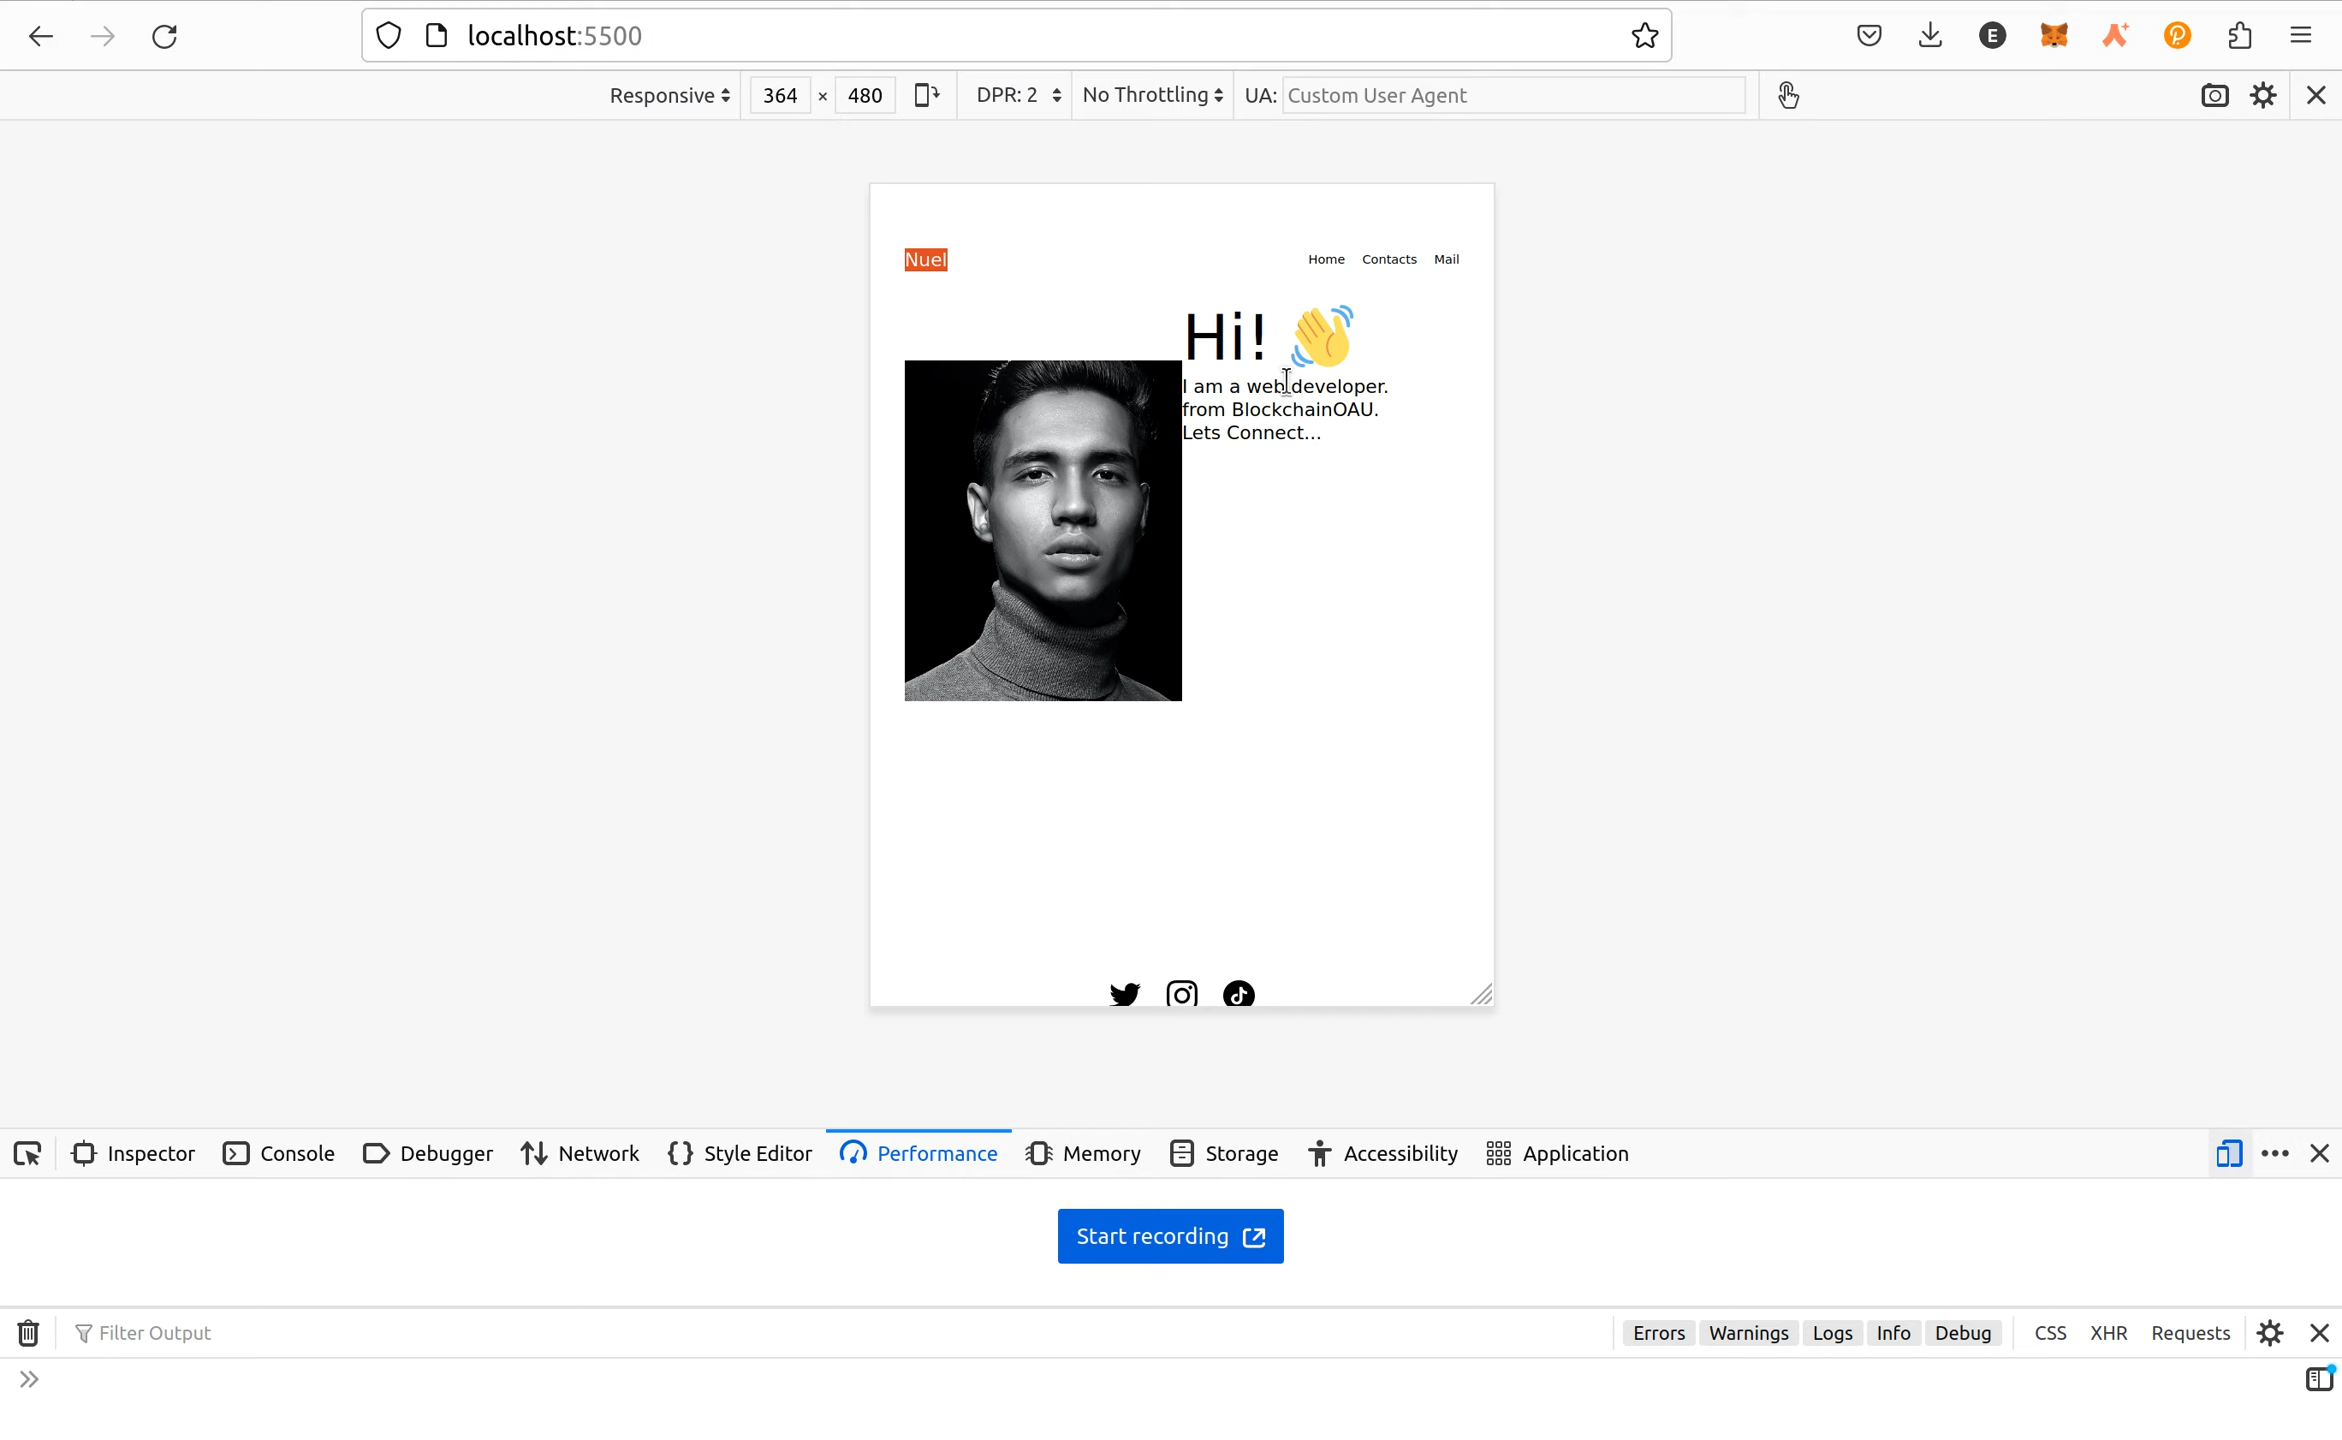 localhost:5500
Responsive 364 × 480 DPR: 2 No Throttling UA: Custom User Agent
E
Nuel Home Contacts Mail
Hi! 👋
I am a web developer.
from BlockchainOAU.
Lets Connect...
Inspector Console Debugger Network Style Editor Performance Memory Storage Accessibility Application
Start recording
Filter Output Errors Warnings Logs Info Debug CSS XHR Requests